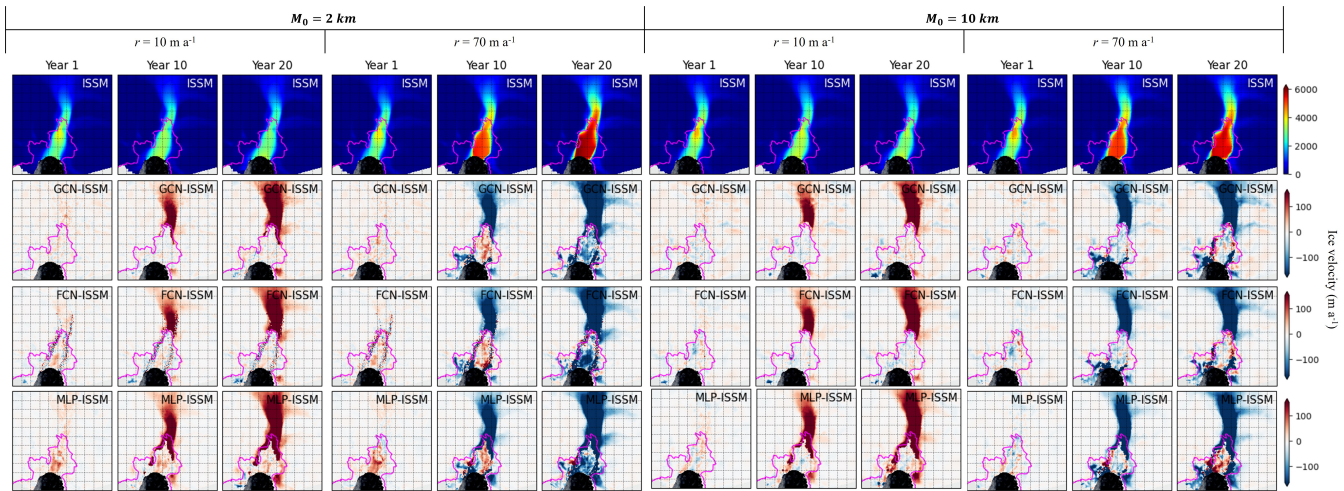 M₀ = 2 km M₀ = 10 km
r = 10 m a⁻¹ r = 70 m a⁻¹ r = 10 m a⁻¹ r = 70 m a⁻¹
Year 1 Year 10 Year 20 Year 1 Year 10 Year 20 Year 1 Year 10 Year 20 Year 1 Year 10 Year 20
ISSM ISSM ISSM ISSM ISSM ISSM ISSM ISSM ISSM ISSM ISSM ISSM
6000
4000
2000
0
GCN-ISSM GCN-ISSM GCN-ISSM GCN-ISSM GCN-ISSM GCN-ISSM GCN-ISSM GCN-ISSM GCN-ISSM GCN-ISSM GCN-ISSM GCN-ISSM
100
0
-100
Ice velocity (m a⁻¹)
FCN-ISSM FCN-ISSM FCN-ISSM FCN-ISSM FCN-ISSM FCN-ISSM FCN-ISSM FCN-ISSM FCN-ISSM FCN-ISSM FCN-ISSM FCN-ISSM
100
0
-100
MLP-ISSM MLP-ISSM MLP-ISSM MLP-ISSM MLP-ISSM MLP-ISSM MLP-ISSM MLP-ISSM MLP-ISSM MLP-ISSM MLP-ISSM MLP-ISSM
100
0
-100